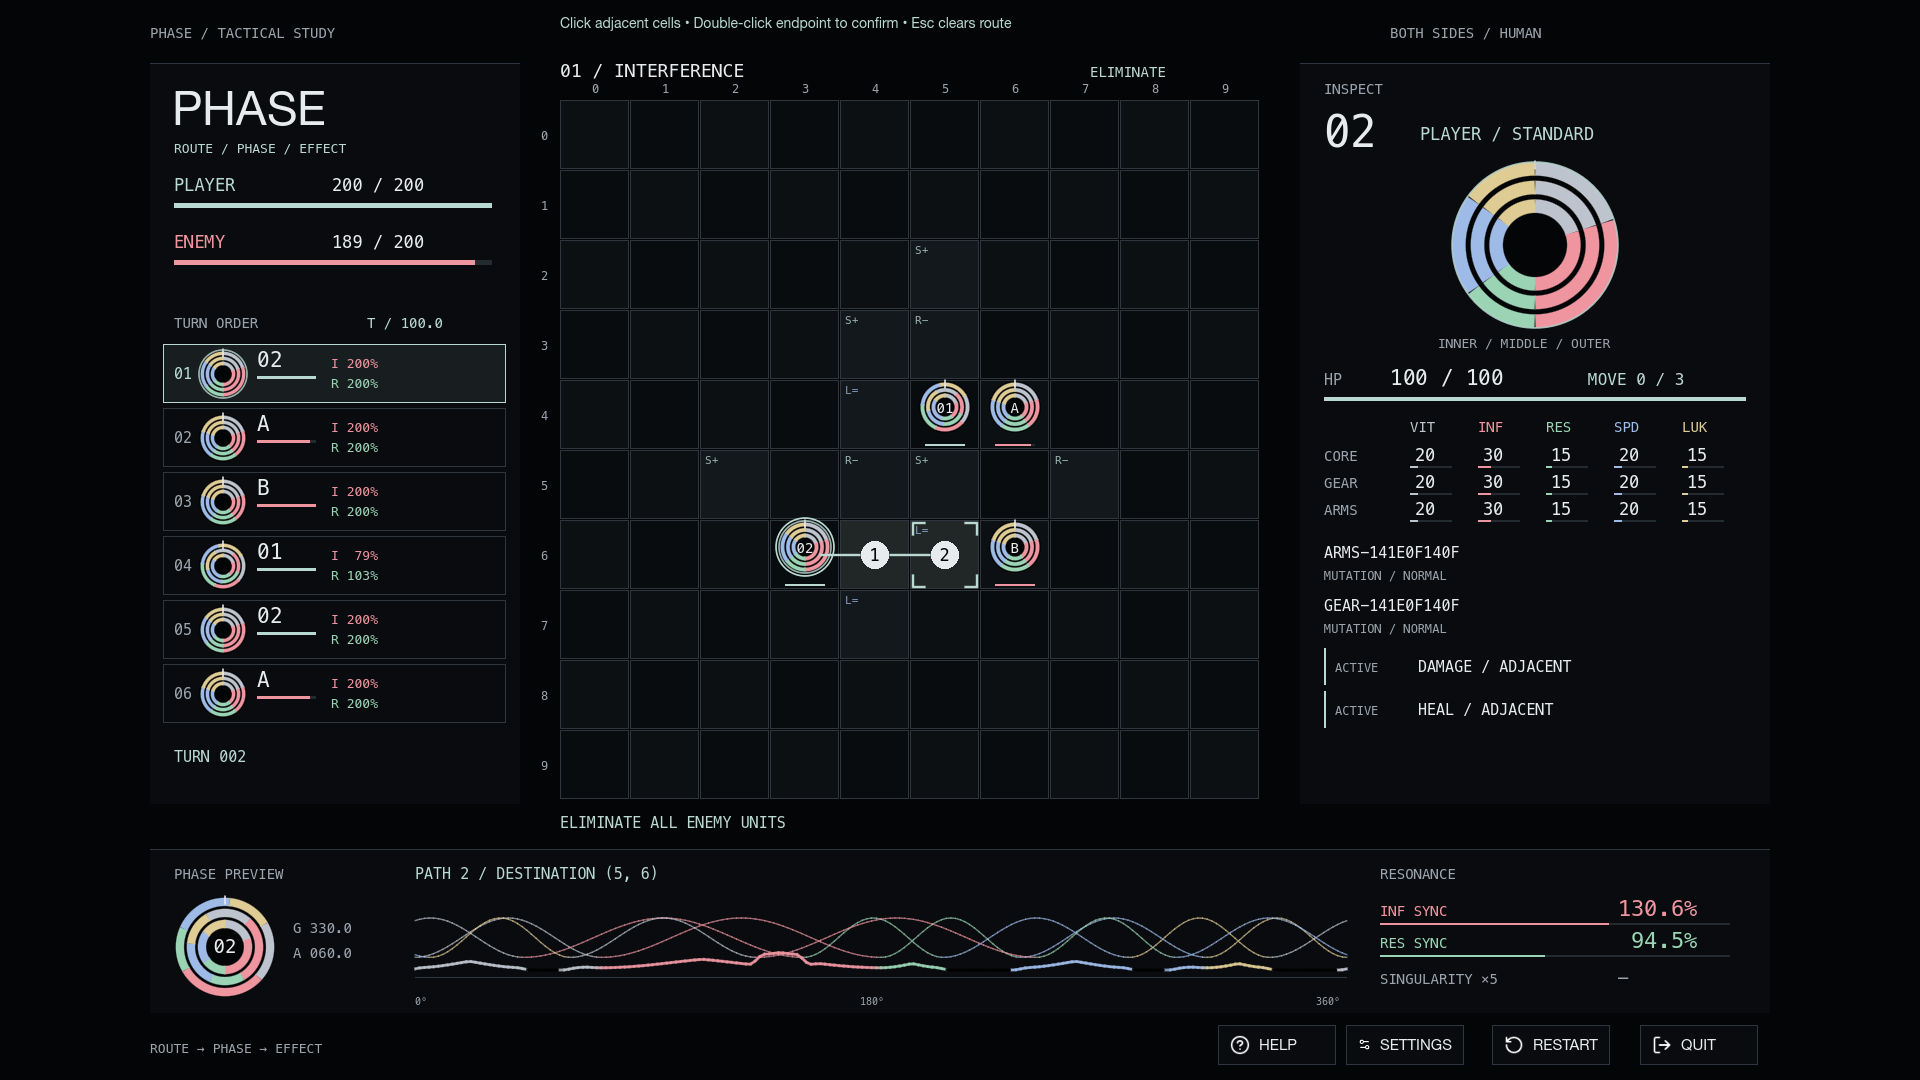 PHASE / TACTICAL STUDY
Click adjacent cells • Double-click endpoint to confirm • Esc clears route
BOTH SIDES / HUMAN
PHASE
ROUTE / PHASE / EFFECT
PLAYER 200 / 200
ENEMY 189 / 200
TURN ORDER T / 100.0
01 02 I 200%
R 200%
02 A I 200%
R 200%
03 B I 200%
R 200%
04 01 I 79%
R 103%
05 02 I 200%
R 200%
06 A I 200%
R 200%
TURN 002
01 / INTERFERENCE ELIMINATE
0 1 2 3 4 5 6 7 8 9
0
1
S+
2
S+ R−
3
L=
4 01 A
S+ R− S+ R−
5
L=
6 02 1 2 B
L=
7
8
9
ELIMINATE ALL ENEMY UNITS
INSPECT
02 PLAYER / STANDARD
INNER / MIDDLE / OUTER
HP 100 / 100 MOVE 0 / 3
VIT INF RES SPD LUK
CORE 20 30 15 20 15
GEAR 20 30 15 20 15
ARMS 20 30 15 20 15
ARMS−141E0F140F
MUTATION / NORMAL
GEAR−141E0F140F
MUTATION / NORMAL
ACTIVE DAMAGE / ADJACENT
ACTIVE HEAL / ADJACENT
PHASE PREVIEW
02
G 330.0
A 060.0
PATH 2 / DESTINATION (5, 6)
0° 180° 360°
RESONANCE
INF SYNC 130.6%
RES SYNC 94.5%
SINGULARITY ×5 —
ROUTE → PHASE → EFFECT
HELP SETTINGS RESTART QUIT